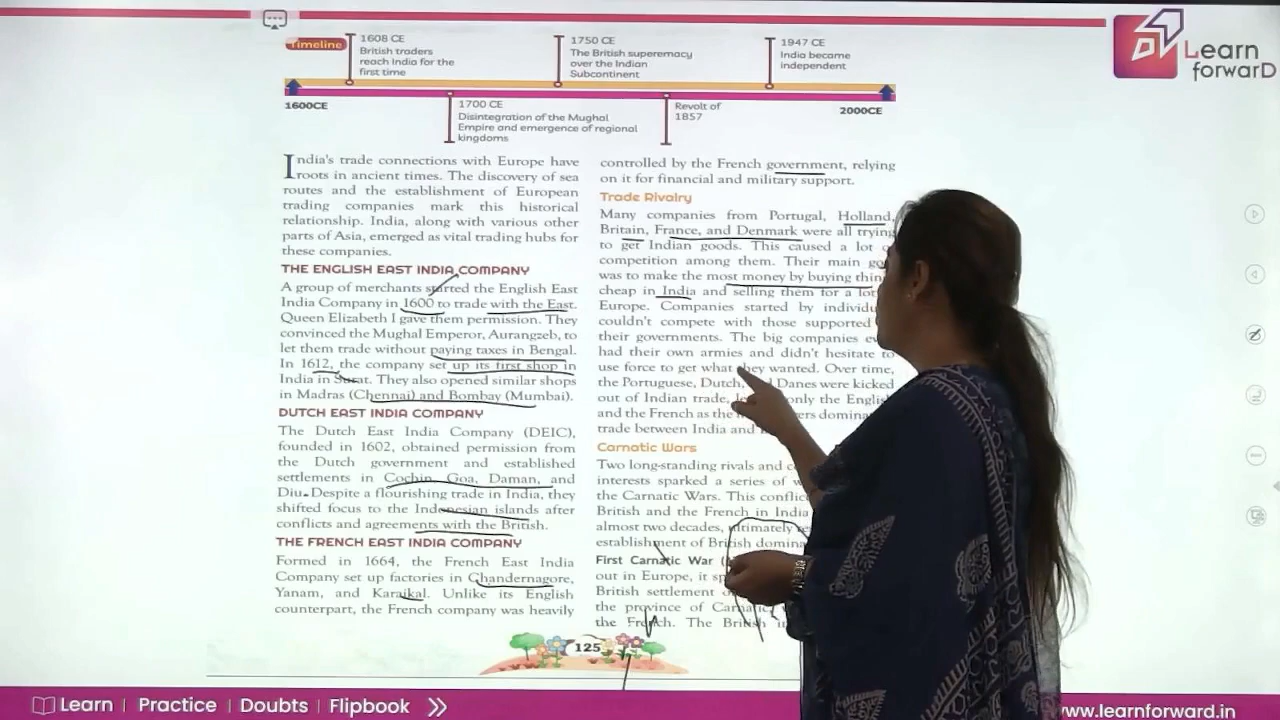 Timeline
1608 CE
British traders
reach India for the
first time
1750 CE
The British superemacy
over the Indian
Subcontinent
1947 CE
India became
independent
Learn
forwarD
1600CE
1700 CE
Disintegration of the Mughal
Empire and emergence of regional
kingdoms
Revolt of
1857
2000CE
India's trade connections with Europe have
roots in ancient times. The discovery of sea
routes and the establishment of European
trading companies mark this historical
relationship. India, along with various other
parts of Asia, emerged as vital trading hubs for
these companies.
THE ENGLISH EAST INDIA COMPANY
A group of merchants started the English East
India Company in 1600 to trade with the East.
Queen Elizabeth I gave them permission. They
convinced the Mughal Emperor, Aurangzeb, to
let them trade without paying taxes in Bengal.
In 1612, the company set up its first shop in
India in Surat. They also opened similar shops
in Madras (Chennai) and Bombay (Mumbai).
DUTCH EAST INDIA COMPANY
The Dutch East India Company (DEIC),
founded in 1602, obtained permission from
the Dutch government and established
settlements in Cochin, Goa, Daman, and
Diu. Despite a flourishing trade in India, they
shifted focus to the Indonesian islands after
conflicts and agreements with the British.
THE FRENCH EAST INDIA COMPANY
Formed in 1664, the French East India
Company set up factories in Chandernagore,
Yanam, and Karaikal. Unlike its English
counterpart, the French company was heavily
controlled by the French government, relying
on it for financial and military support.
Trade Rivalry
Many companies from Portugal, Holland,
Britain, France, and Denmark were all trying
to get Indian goods. This caused a lot
competition among them. Their main
was to make the most money by buying
cheap in India and selling them for a lot
Europe. Companies started by
couldn't compete with those supported
their governments. The big companies
had their own armies and didn't hesitate to
use force to get what they wanted. Over time,
the Portuguese, Dutch, Danes were kicked
out of Indian trade, only the English
and the French as the
trade between India and
Carnatic Wars
Two long-standing rivals and
interests sparked a series of
the Carnatic Wars. This
British and the French in India
almost two decades, ultimately
establishment of British
First Carnatic War
out in Europe, it
British settlement
the province of Carnatic
the French. The British
125
Learn | Practice | Doubts | Flipbook
www.learnforward.in